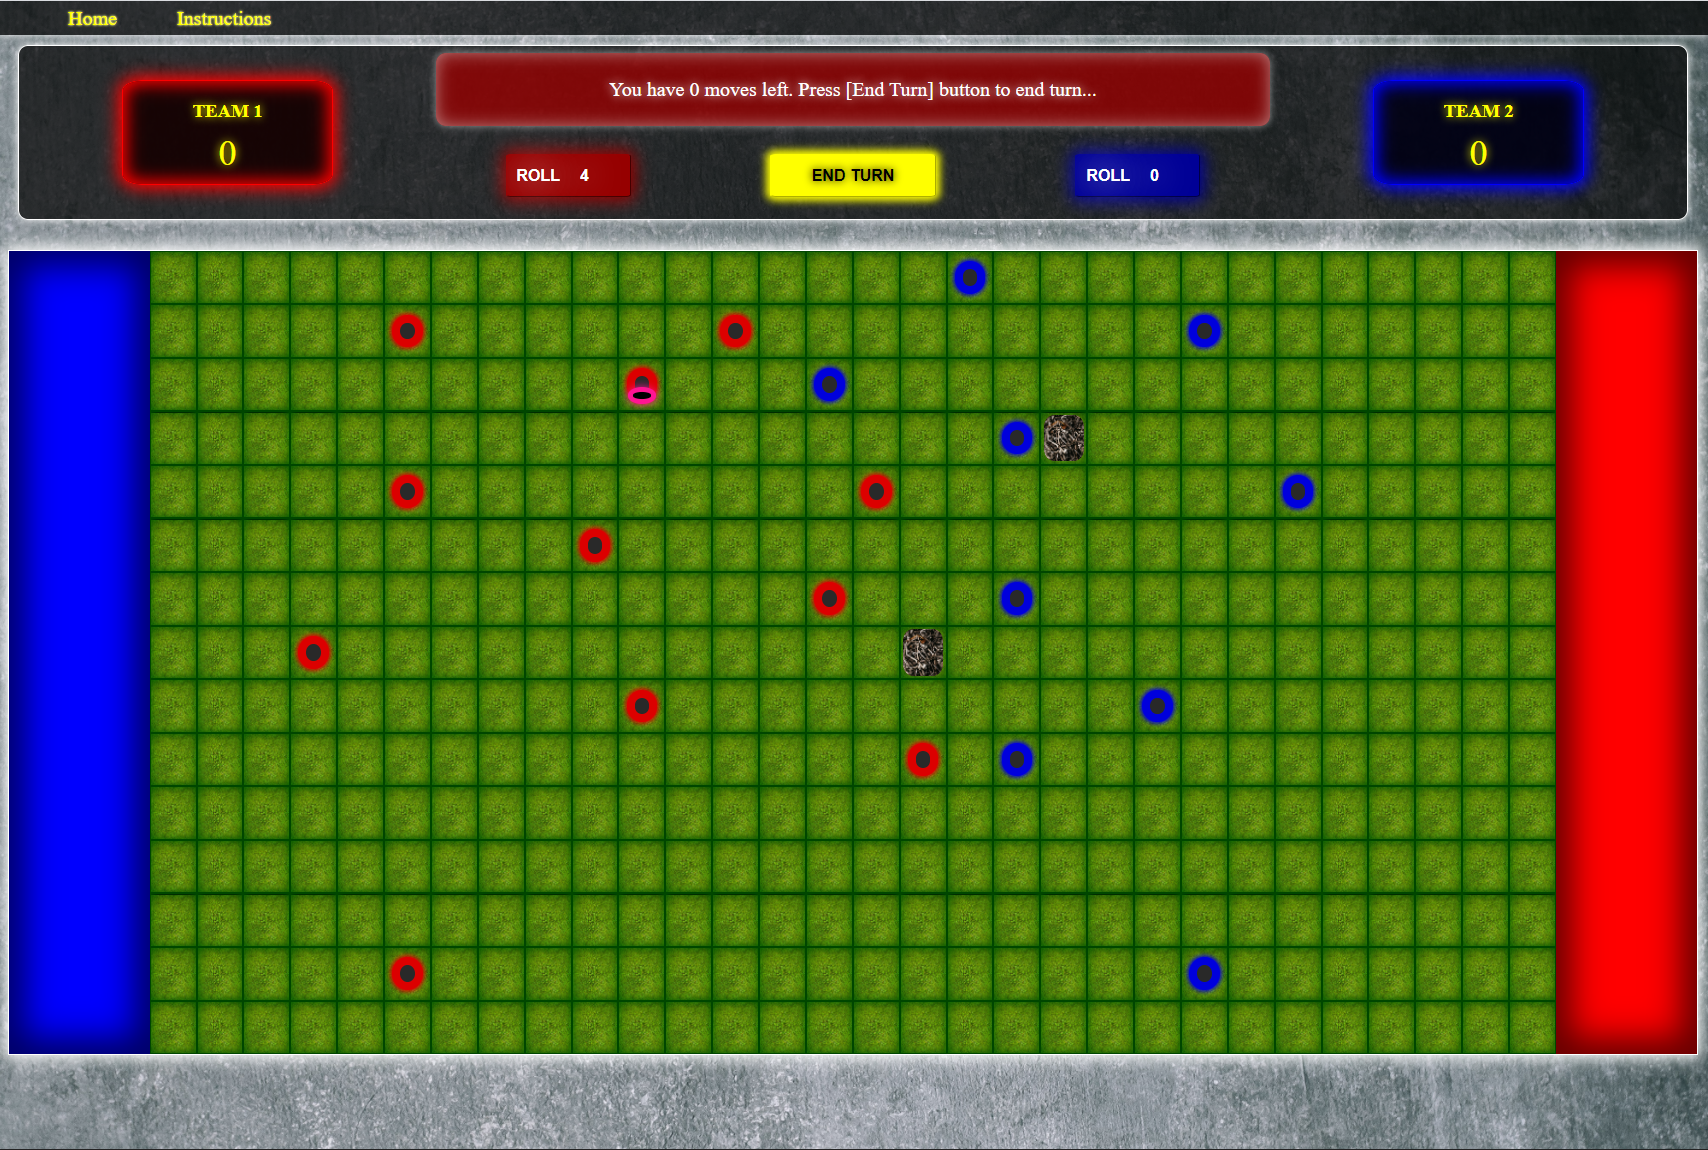 Home Instructions
You have 0 moves left. Press [End Turn] button to end turn...
TEAM 1
0
ROLL 4
END TURN
ROLL 0
TEAM 2
0